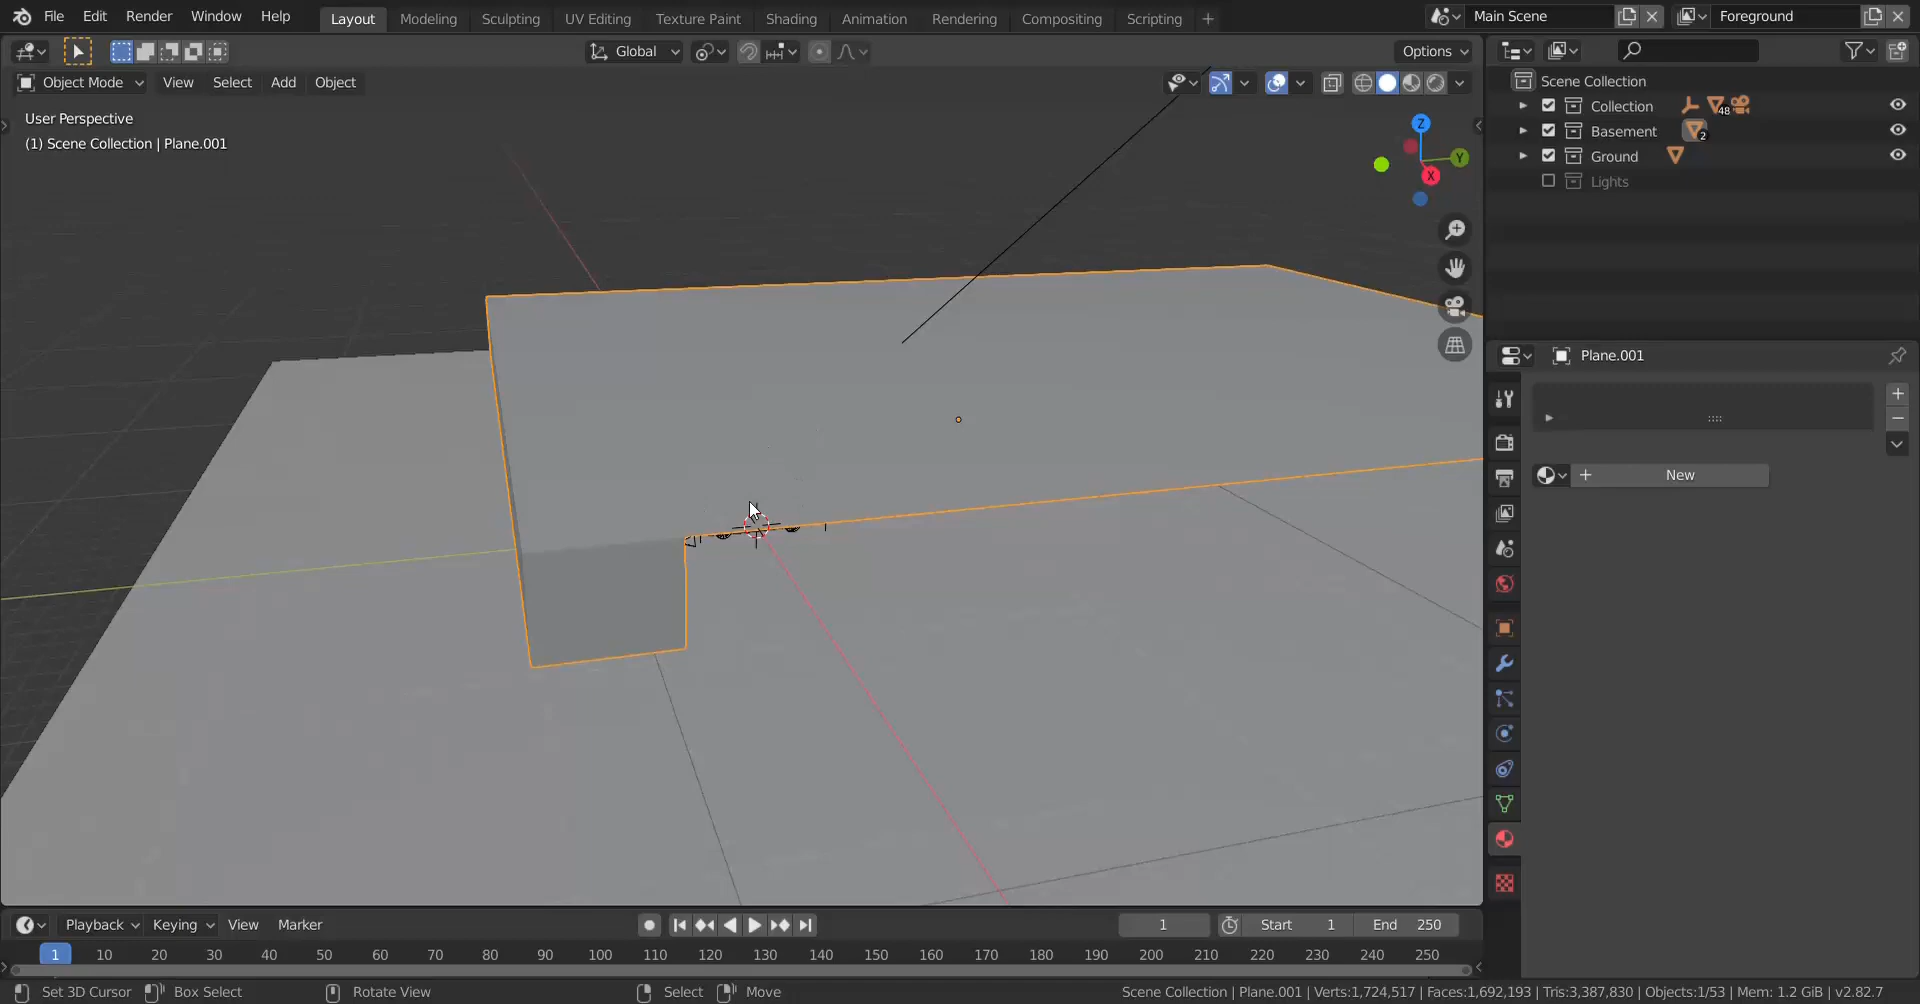 File Edit Render Window Help Layout Modeling Sculpting UV Editing Texture Paint Shading Animation Rendering Compositing Scripting + Main Scene Foreground
Global Options
Object Mode View Select Add Object
User Perspective
(1) Scene Collection | Plane.001
Z
Y
X
Scene Collection
Collection 48
Basement 2
Ground
Lights
Plane.001
New
Playback Keying View Marker 1 Start 1 End 250
1 10 20 30 40 50 60 70 80 90 100 110 120 130 140 150 160 170 180 190 200 210 220 230 240 250
Set 3D Cursor Box Select Rotate View Select Move Scene Collection | Plane.001 | Verts:1,724,517 | Faces:1,692,193 | Tris:3,387,830 | Objects:1/53 | Mem: 1.2 GiB | v2.82.7